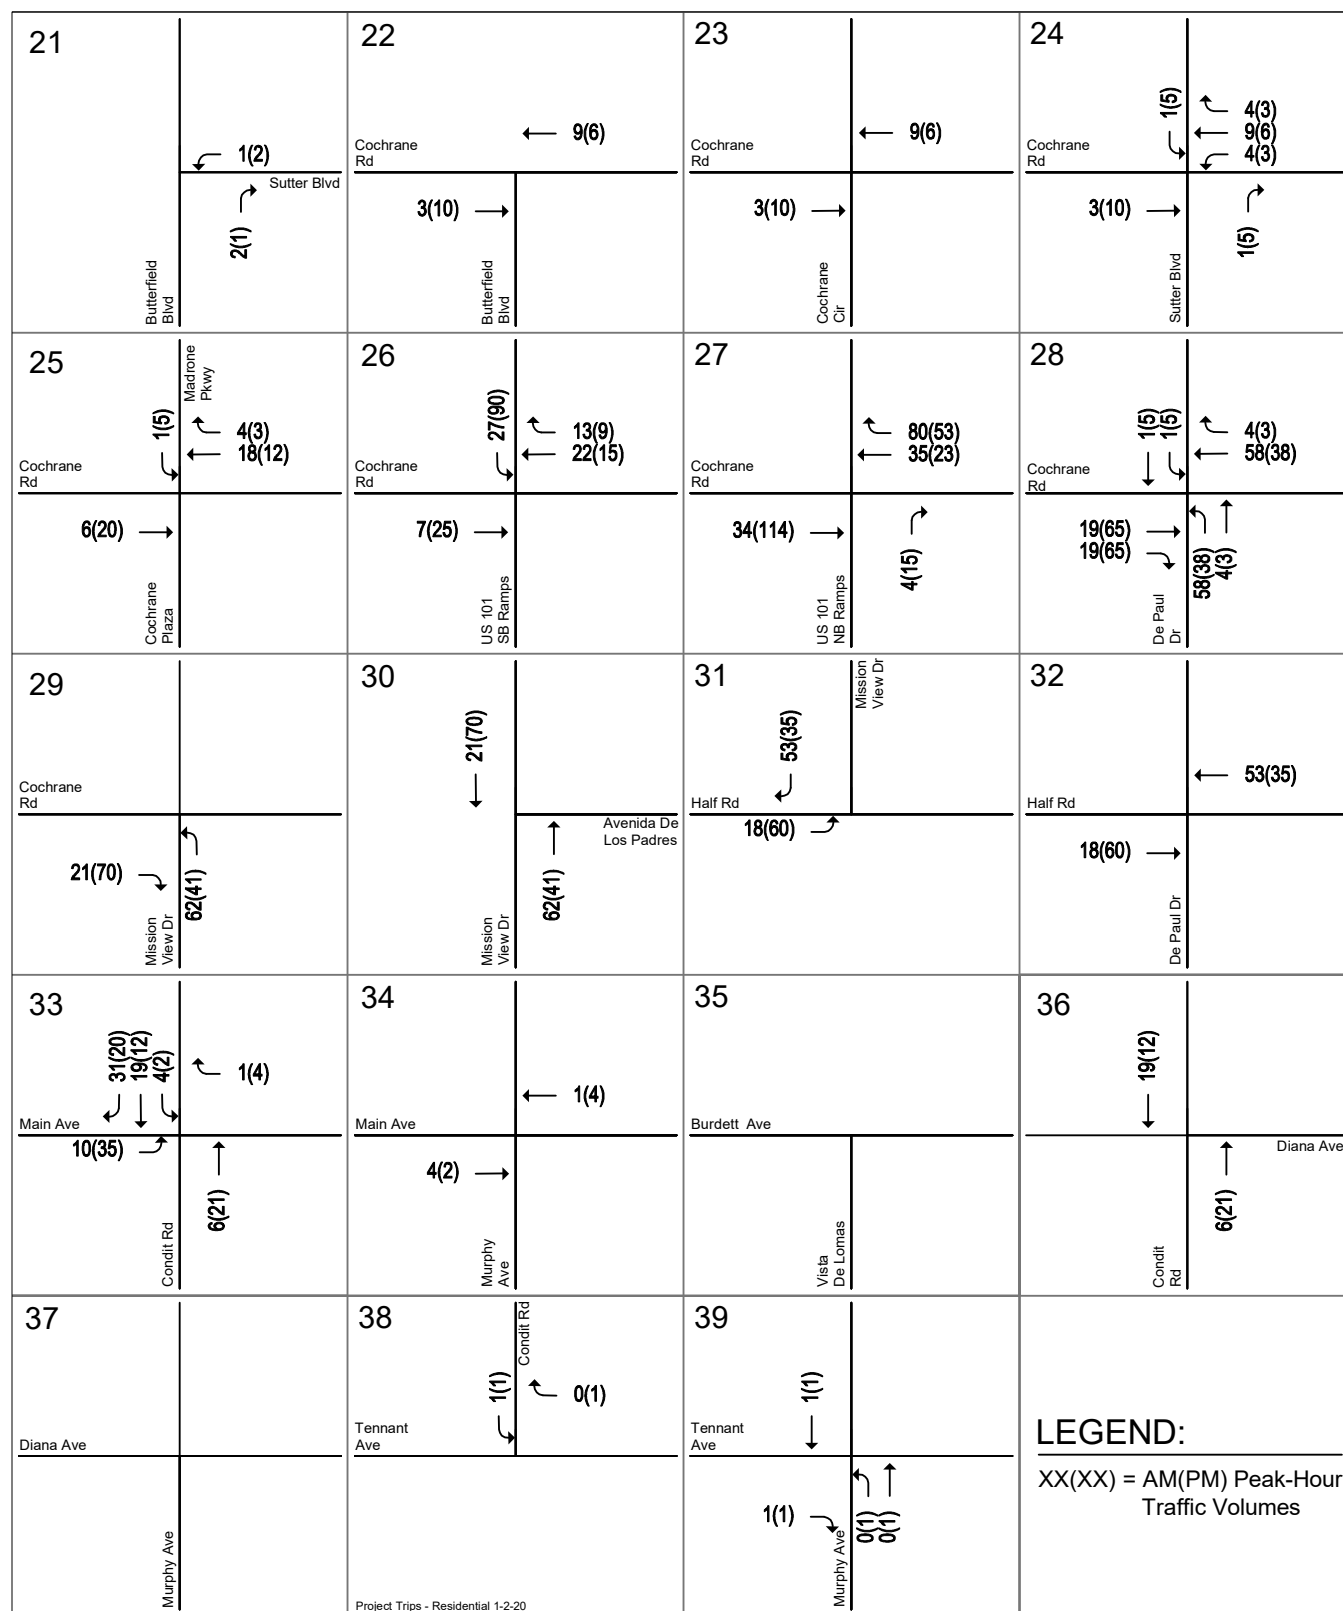 21
1(2)
Sutter Blvd
2(1)
Butterfield
Blvd
22
9(6)
Cochrane
Rd
3(10)
Butterfield
Blvd
23
9(6)
Cochrane
Rd
3(10)
Cochrane
Cir
24
1(5)
4(3)
9(6)
4(3)
Cochrane
Rd
3(10)
1(5)
Sutter Blvd
25
Madrone
Pkwy
1(5)
4(3)
18(12)
Cochrane
Rd
6(20)
Cochrane
Plaza
26
27(90)
13(9)
22(15)
Cochrane
Rd
7(25)
US 101
SB Ramps
27
80(53)
35(23)
Cochrane
Rd
34(114)
4(15)
US 101
NB Ramps
28
1(5)
1(5)
4(3)
58(38)
Cochrane
Rd
19(65)
19(65)
58(38)
4(3)
De Paul
Dr
29
Cochrane
Rd
21(70)
62(41)
Mission
View Dr
30
21(70)
Avenida De
Los Padres
62(41)
Mission
View Dr
31
Mission
View Dr
53(35)
Half Rd
18(60)
32
53(35)
Half Rd
18(60)
De Paul Dr
33
31(20)
19(12)
4(2)
1(4)
Main Ave
10(35)
6(21)
Condit Rd
34
1(4)
Main Ave
4(2)
Murphy
Ave
35
Burdett Ave
Vista
De Lomas
36
19(12)
Diana Ave
6(21)
Condit
Rd
37
Diana Ave
Murphy Ave
38
Condit Rd
1(1)
0(1)
Tennant
Ave
Project Trips - Residential 1-2-20
39
1(1)
Tennant
Ave
1(1)
0(1)
0(1)
Murphy Ave
LEGEND:
XX(XX) = AM(PM) Peak-Hour
Traffic Volumes